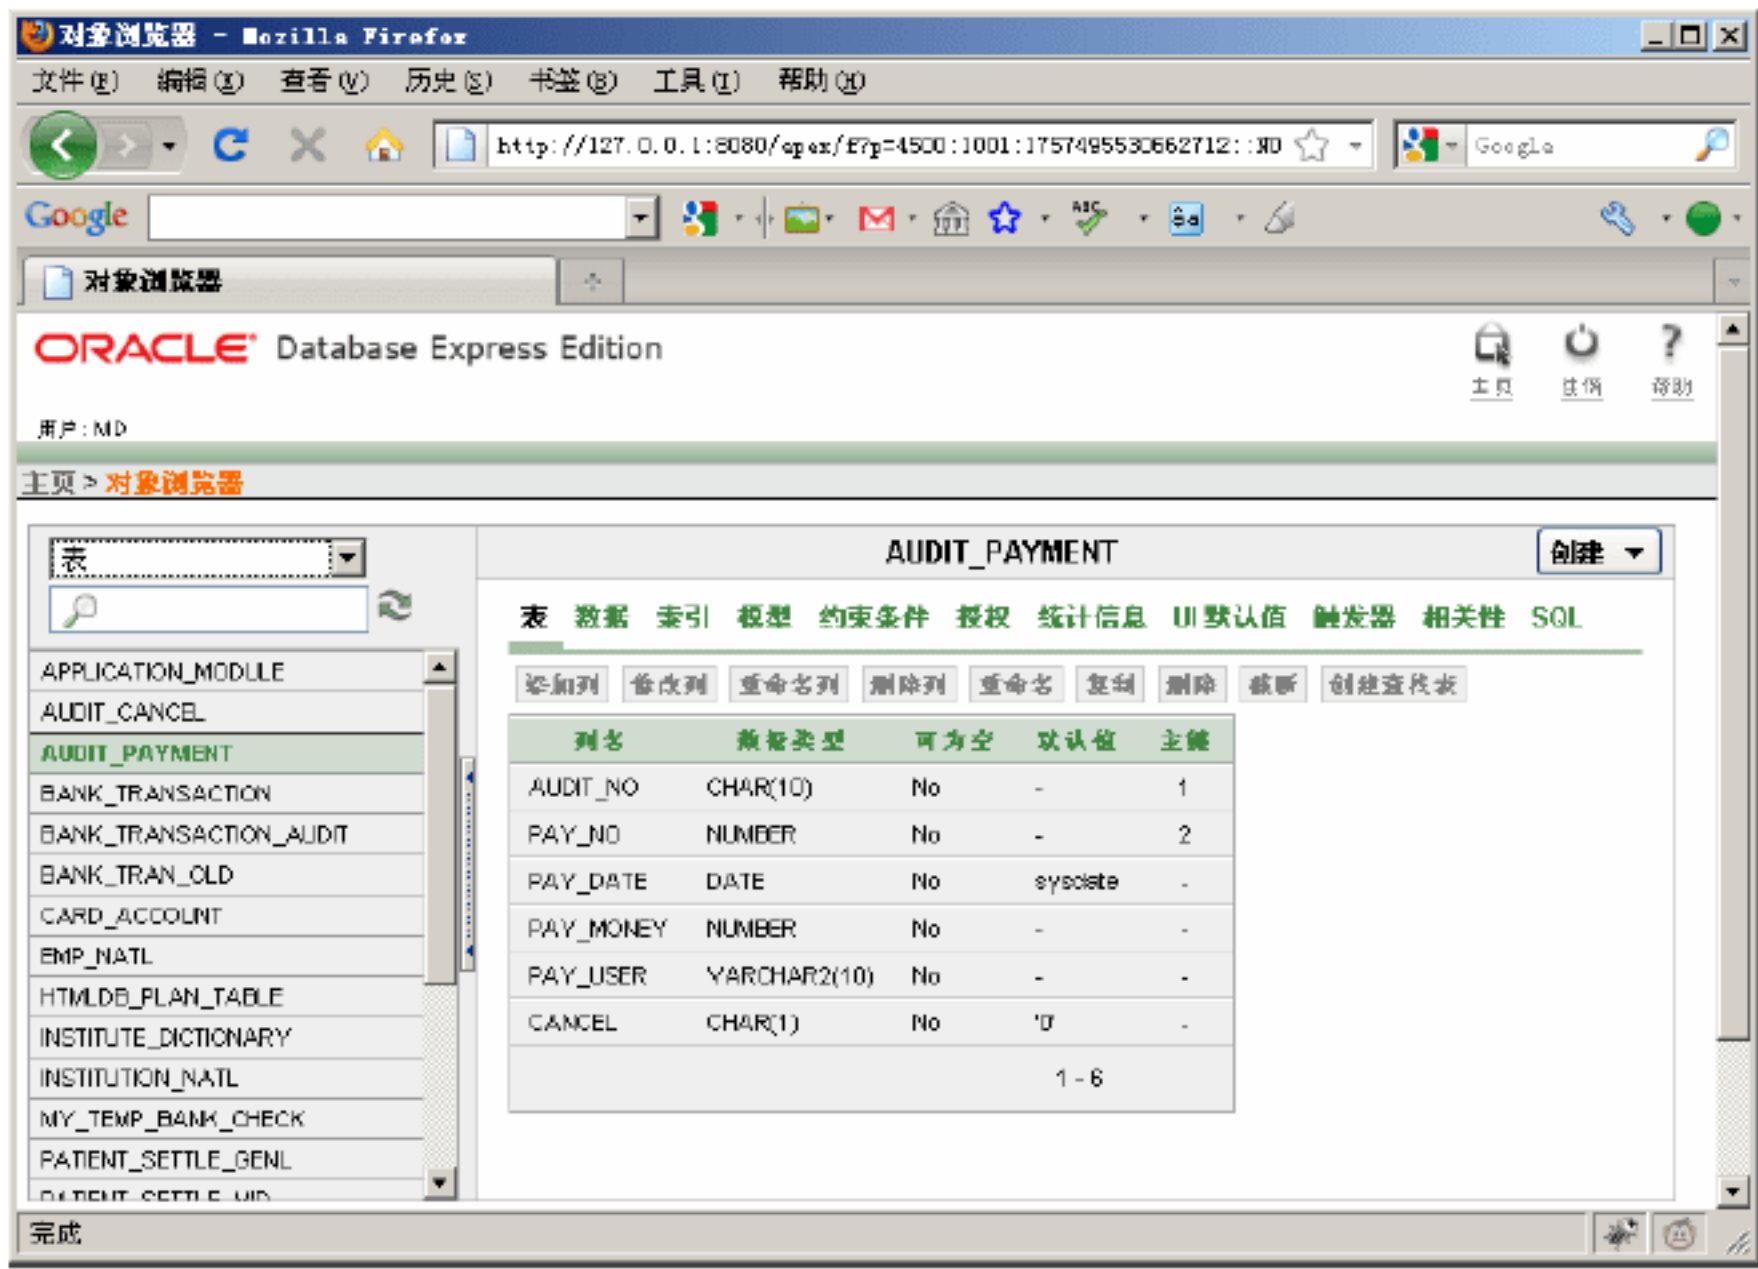 对象浏览器 - Mozilla Firefox
文件(F) 编辑(E) 查看(V) 历史(S) 书签(B) 工具(T) 帮助(H)
http://127.0.0.1:8080/apex/f?p=4500:1001:1757495530662712::NO
Google
Google
ABC
对象浏览器
ORACLE Database Express Edition
主页 注销 帮助
用户: MD
主页 > 对象浏览器
表
AUDIT_PAYMENT
创建
表 数据 索引 模型 约束条件 授权 统计信息 UI 默认值 触发器 相关性 SQL
添加列 修改列 重命名列 删除列 重命名 复制 删除 截断 创建查找表
列名 数据类型 可为空 默认值 主键
AUDIT_NO CHAR(10) No - 1
PAY_NO NUMBER No - 2
PAY_DATE DATE No sysdate -
PAY_MONEY NUMBER No - -
PAY_USER VARCHAR2(10) No - -
CANCEL CHAR(1) No '0' -
1 - 6
APPLICATION_MODULE
AUDIT_CANCEL
AUDIT_PAYMENT
BANK_TRANSACTION
BANK_TRANSACTION_AUDIT
BANK_TRAN_OLD
CARD_ACCOUNT
EMP_NATL
HTMLDB_PLAN_TABLE
INSTITUTE_DICTIONARY
INSTITUTION_NATL
MY_TEMP_BANK_CHECK
PATIENT_SETTLE_GENL
完成